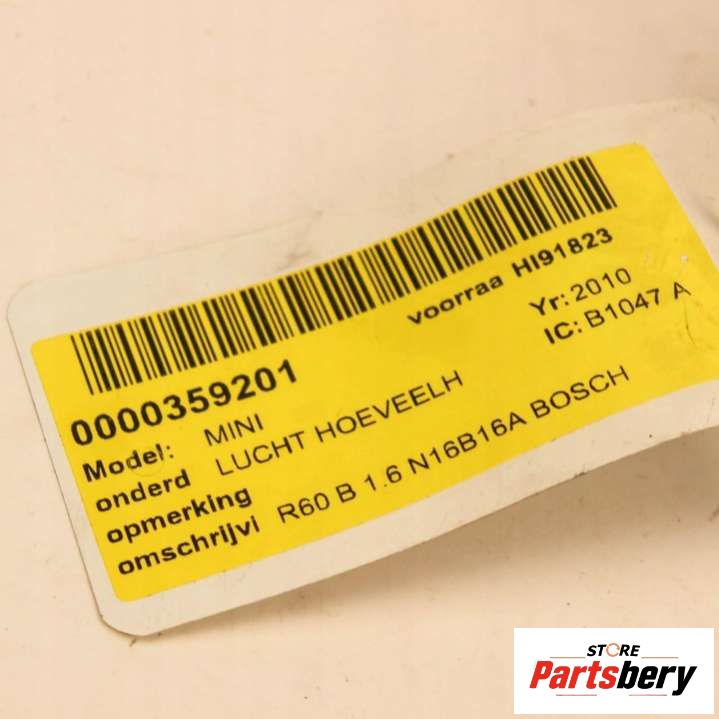 voorraa HI91823
0000359201
Yr: 2010
Model: MINI
IC: B1047 A
onderd LUCHT HOEVEELH
opmerking
omschrijvi R60 B 1.6 N16B16A BOSCH
STORE
Partsbery